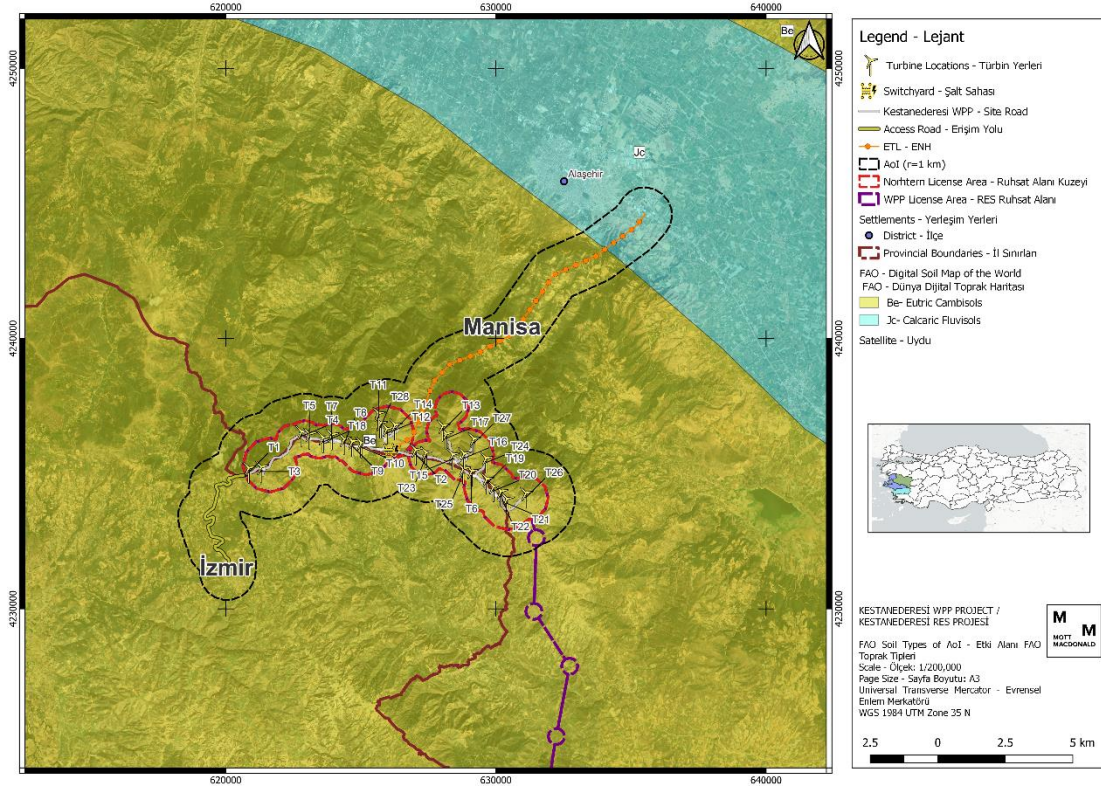 620000
630000
640000
4250000
4240000
4230000
4250000
4240000
4230000
620000
630000
640000
Be
Jc
Alaşehir
Manisa
İzmir
Be
T11
T28
T5
T7
T8
T14
T13
T4
T12
T27
T18
T17
T1
T16
T24
T19
T3
T9
T10
T15
T2
T20
T26
T23
T25
T6
T21
T22
Legend - Lejant
Turbine Locations - Türbin Yerleri
Switchyard - Şalt Sahası
Kestanederesi WPP - Site Road
Access Road - Erişim Yolu
ETL - ENH
AoI (r=1 km)
Norhtern License Area - Ruhsat Alanı Kuzeyi
WPP License Area - RES Ruhsat Alanı
Settlements - Yerleşim Yerleri
District - İlçe
Provincial Boundaries - İl Sınırları
FAO - Digital Soil Map of the World
FAO - Dünya Dijital Toprak Haritası
Be- Eutric Cambisols
Jc- Calcaric Fluvisols
Satellite - Uydu
KESTANEDERESİ WPP PROJECT /
KESTANEDERESİ RES PROJESİ
M
M
MOTT
MACDONALD
FAO Soil Types of AoI - Etki Alanı FAO
Toprak Tipleri
Scale - Ölçek: 1/200,000
Page Size - Sayfa Boyutu: A3
Universal Transverse Mercator - Evrensel
Enlem Merkatörü
WGS 1984 UTM Zone 35 N
2.5 0 2.5 5 km